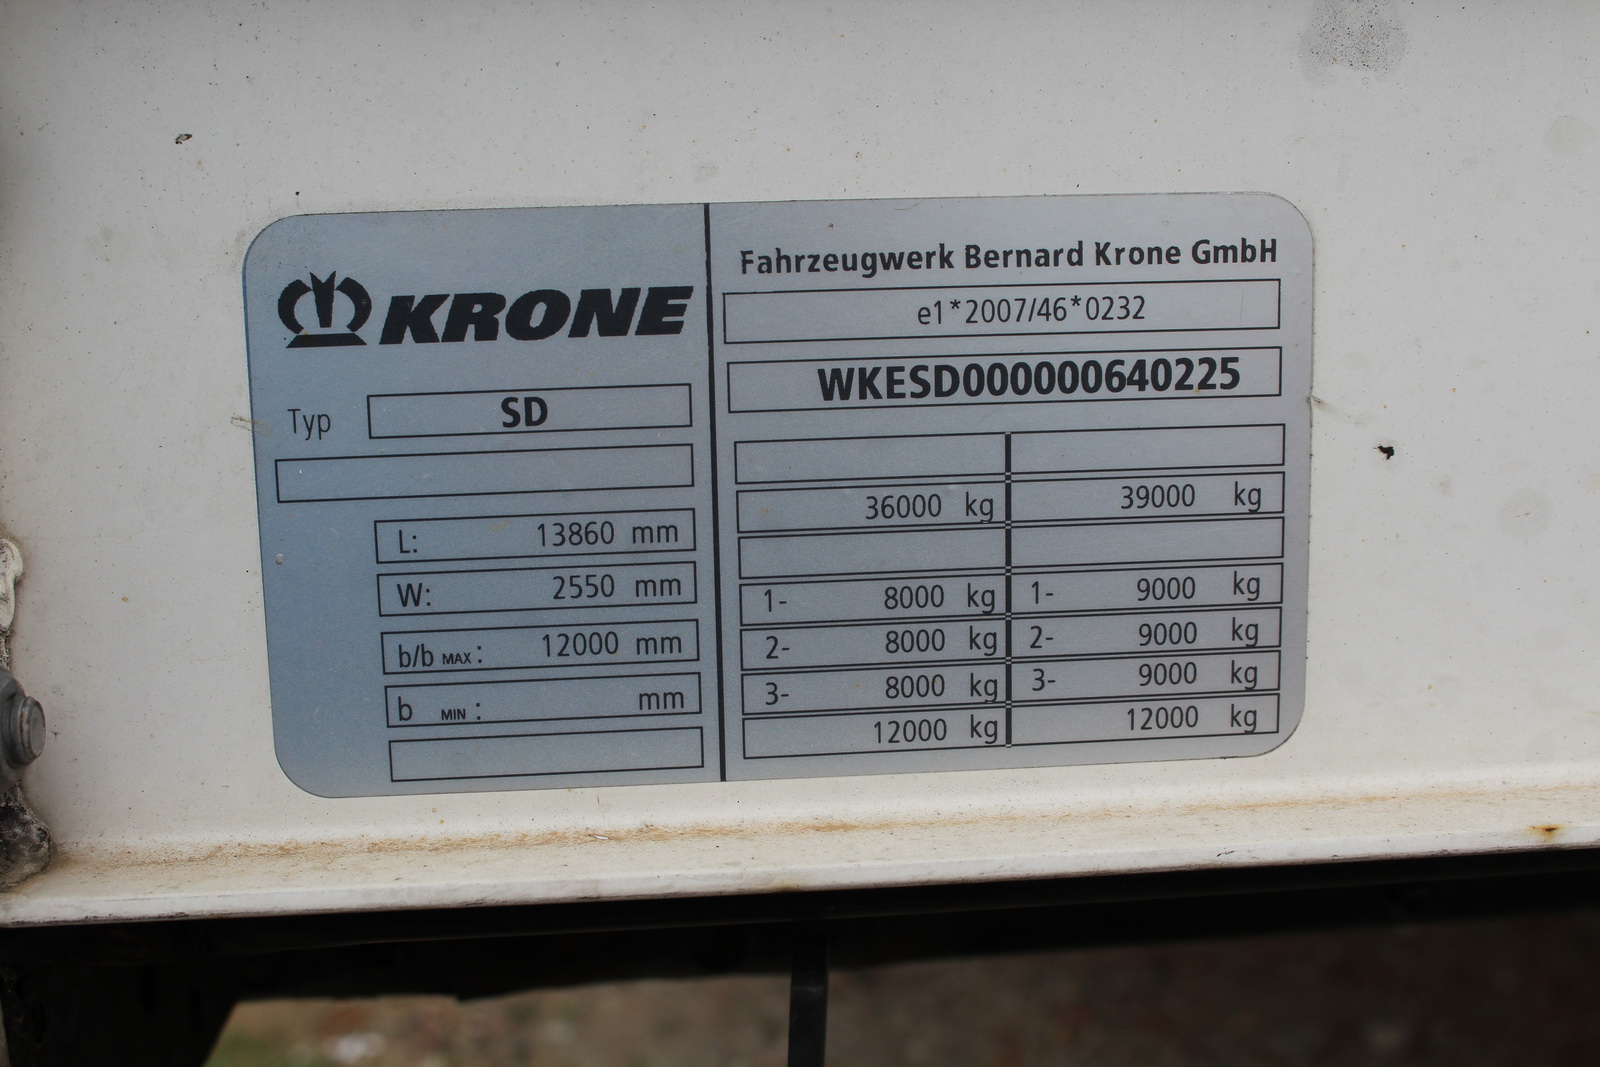 KRONE
Typ SD
L: 13860 mm
W: 2550 mm
b/b MAX: 12000 mm
b MIN: mm
Fahrzeugwerk Bernard Krone GmbH
e1*2007/46*0232
WKESD000000640225
36000 kg 39000 kg
1- 8000 kg 1- 9000 kg
2- 8000 kg 2- 9000 kg
3- 8000 kg 3- 9000 kg
12000 kg 12000 kg